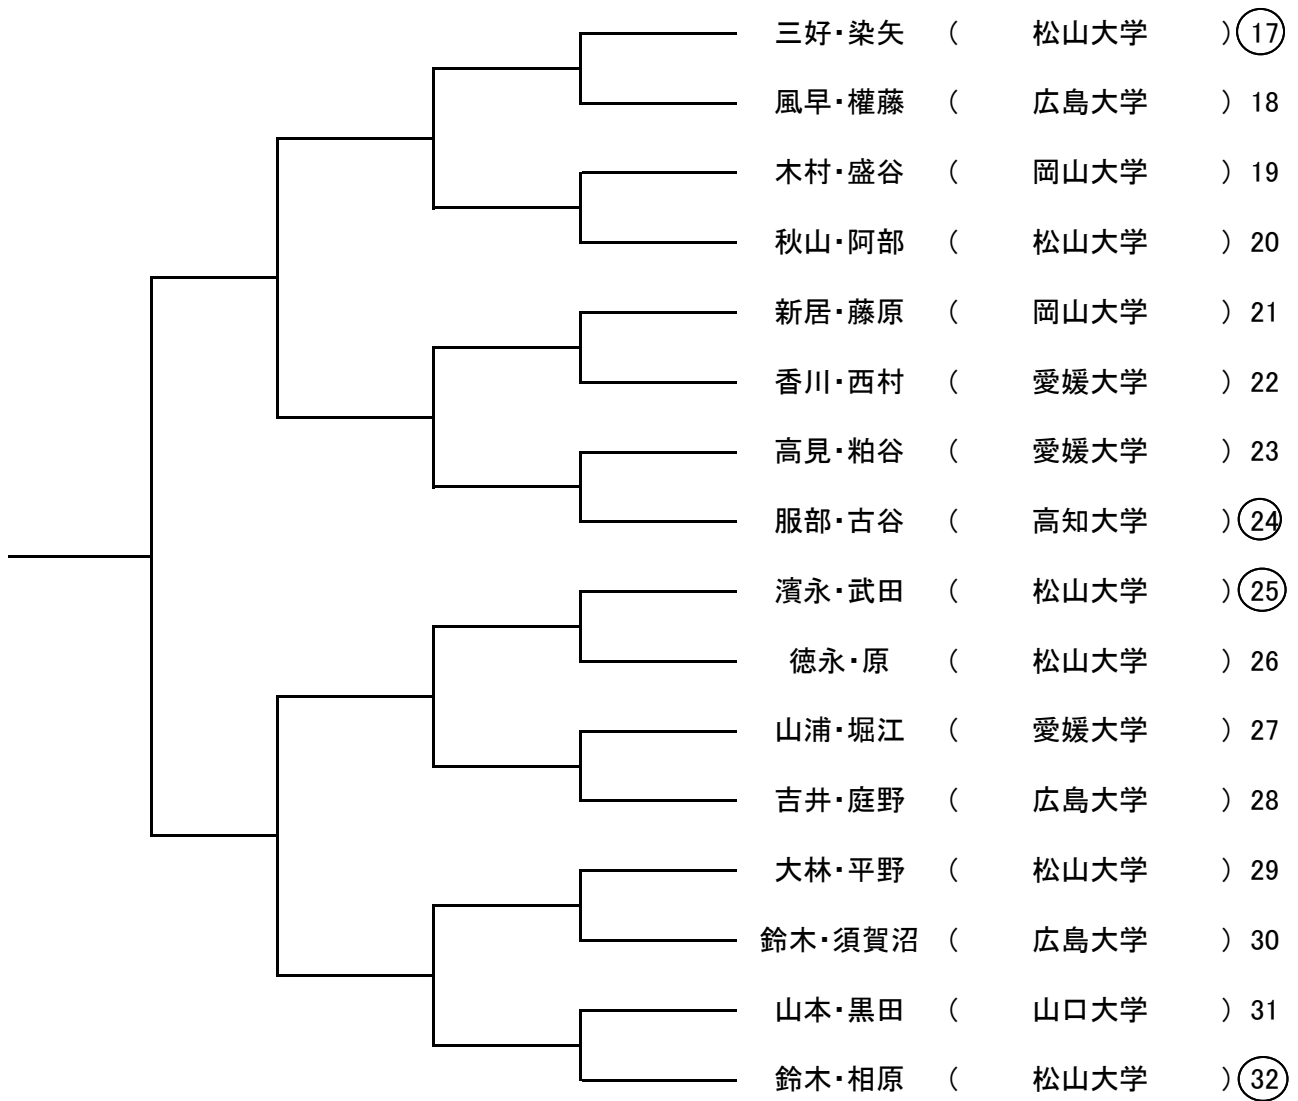 三好・染矢 ( 松山大学 ) 17
風早・權藤 ( 広島大学 ) 18
木村・盛谷 ( 岡山大学 ) 19
秋山・阿部 ( 松山大学 ) 20
新居・藤原 ( 岡山大学 ) 21
香川・西村 ( 愛媛大学 ) 22
高見・粕谷 ( 愛媛大学 ) 23
服部・古谷 ( 高知大学 ) 24
濱永・武田 ( 松山大学 ) 25
徳永・原 ( 松山大学 ) 26
山浦・堀江 ( 愛媛大学 ) 27
吉井・庭野 ( 広島大学 ) 28
大林・平野 ( 松山大学 ) 29
鈴木・須賀沼 ( 広島大学 ) 30
山本・黒田 ( 山口大学 ) 31
鈴木・相原 ( 松山大学 ) 32